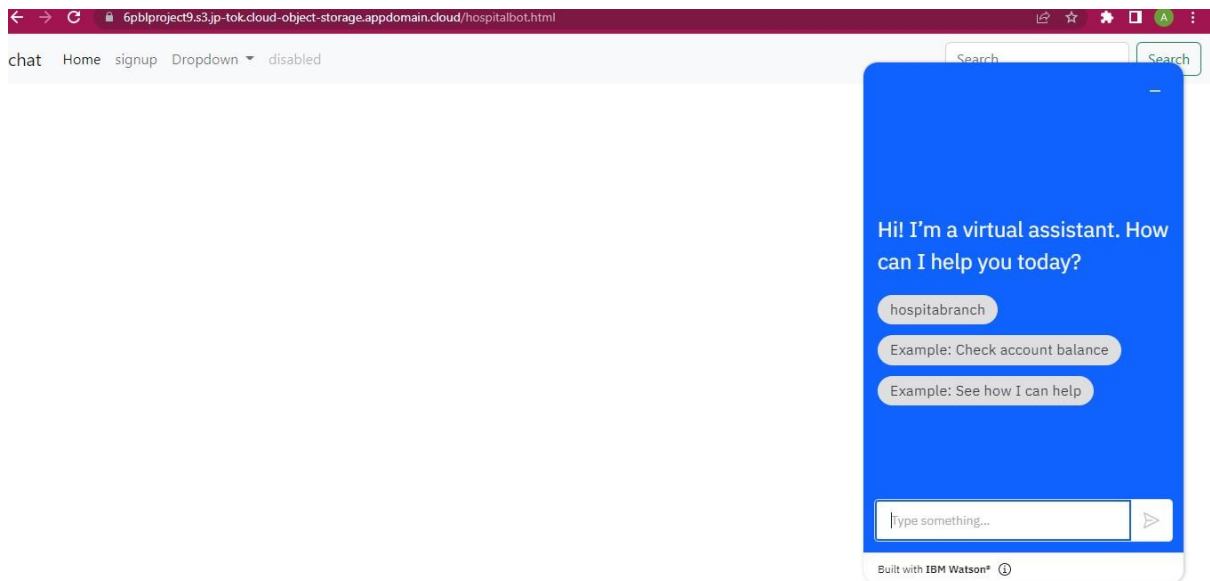 6pblproject9.s3.jp-tok.cloud-object-storage.appdomain.cloud/hospitalbot.html
A
chat Home signup Dropdown disabled
Search Search
Hi! I'm a virtual assistant. How
can I help you today?
hospitabranch
Example: Check account balance
Example: See how I can help
Type something...
Built with IBM Watson®